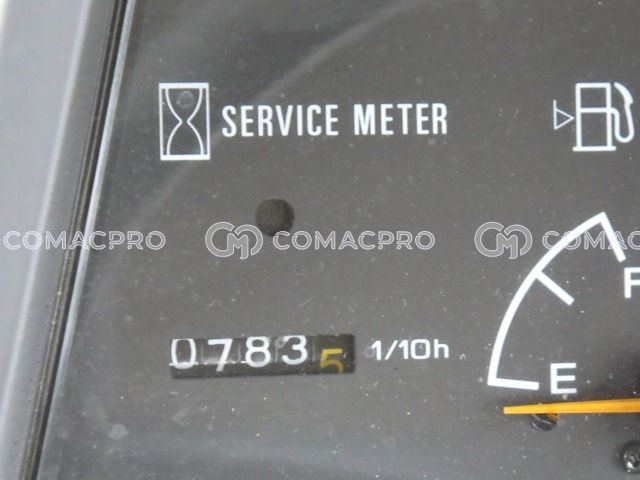 SERVICE METER
COMACPRO COMACPRO COMACPRO
F
07835 1/10h
E